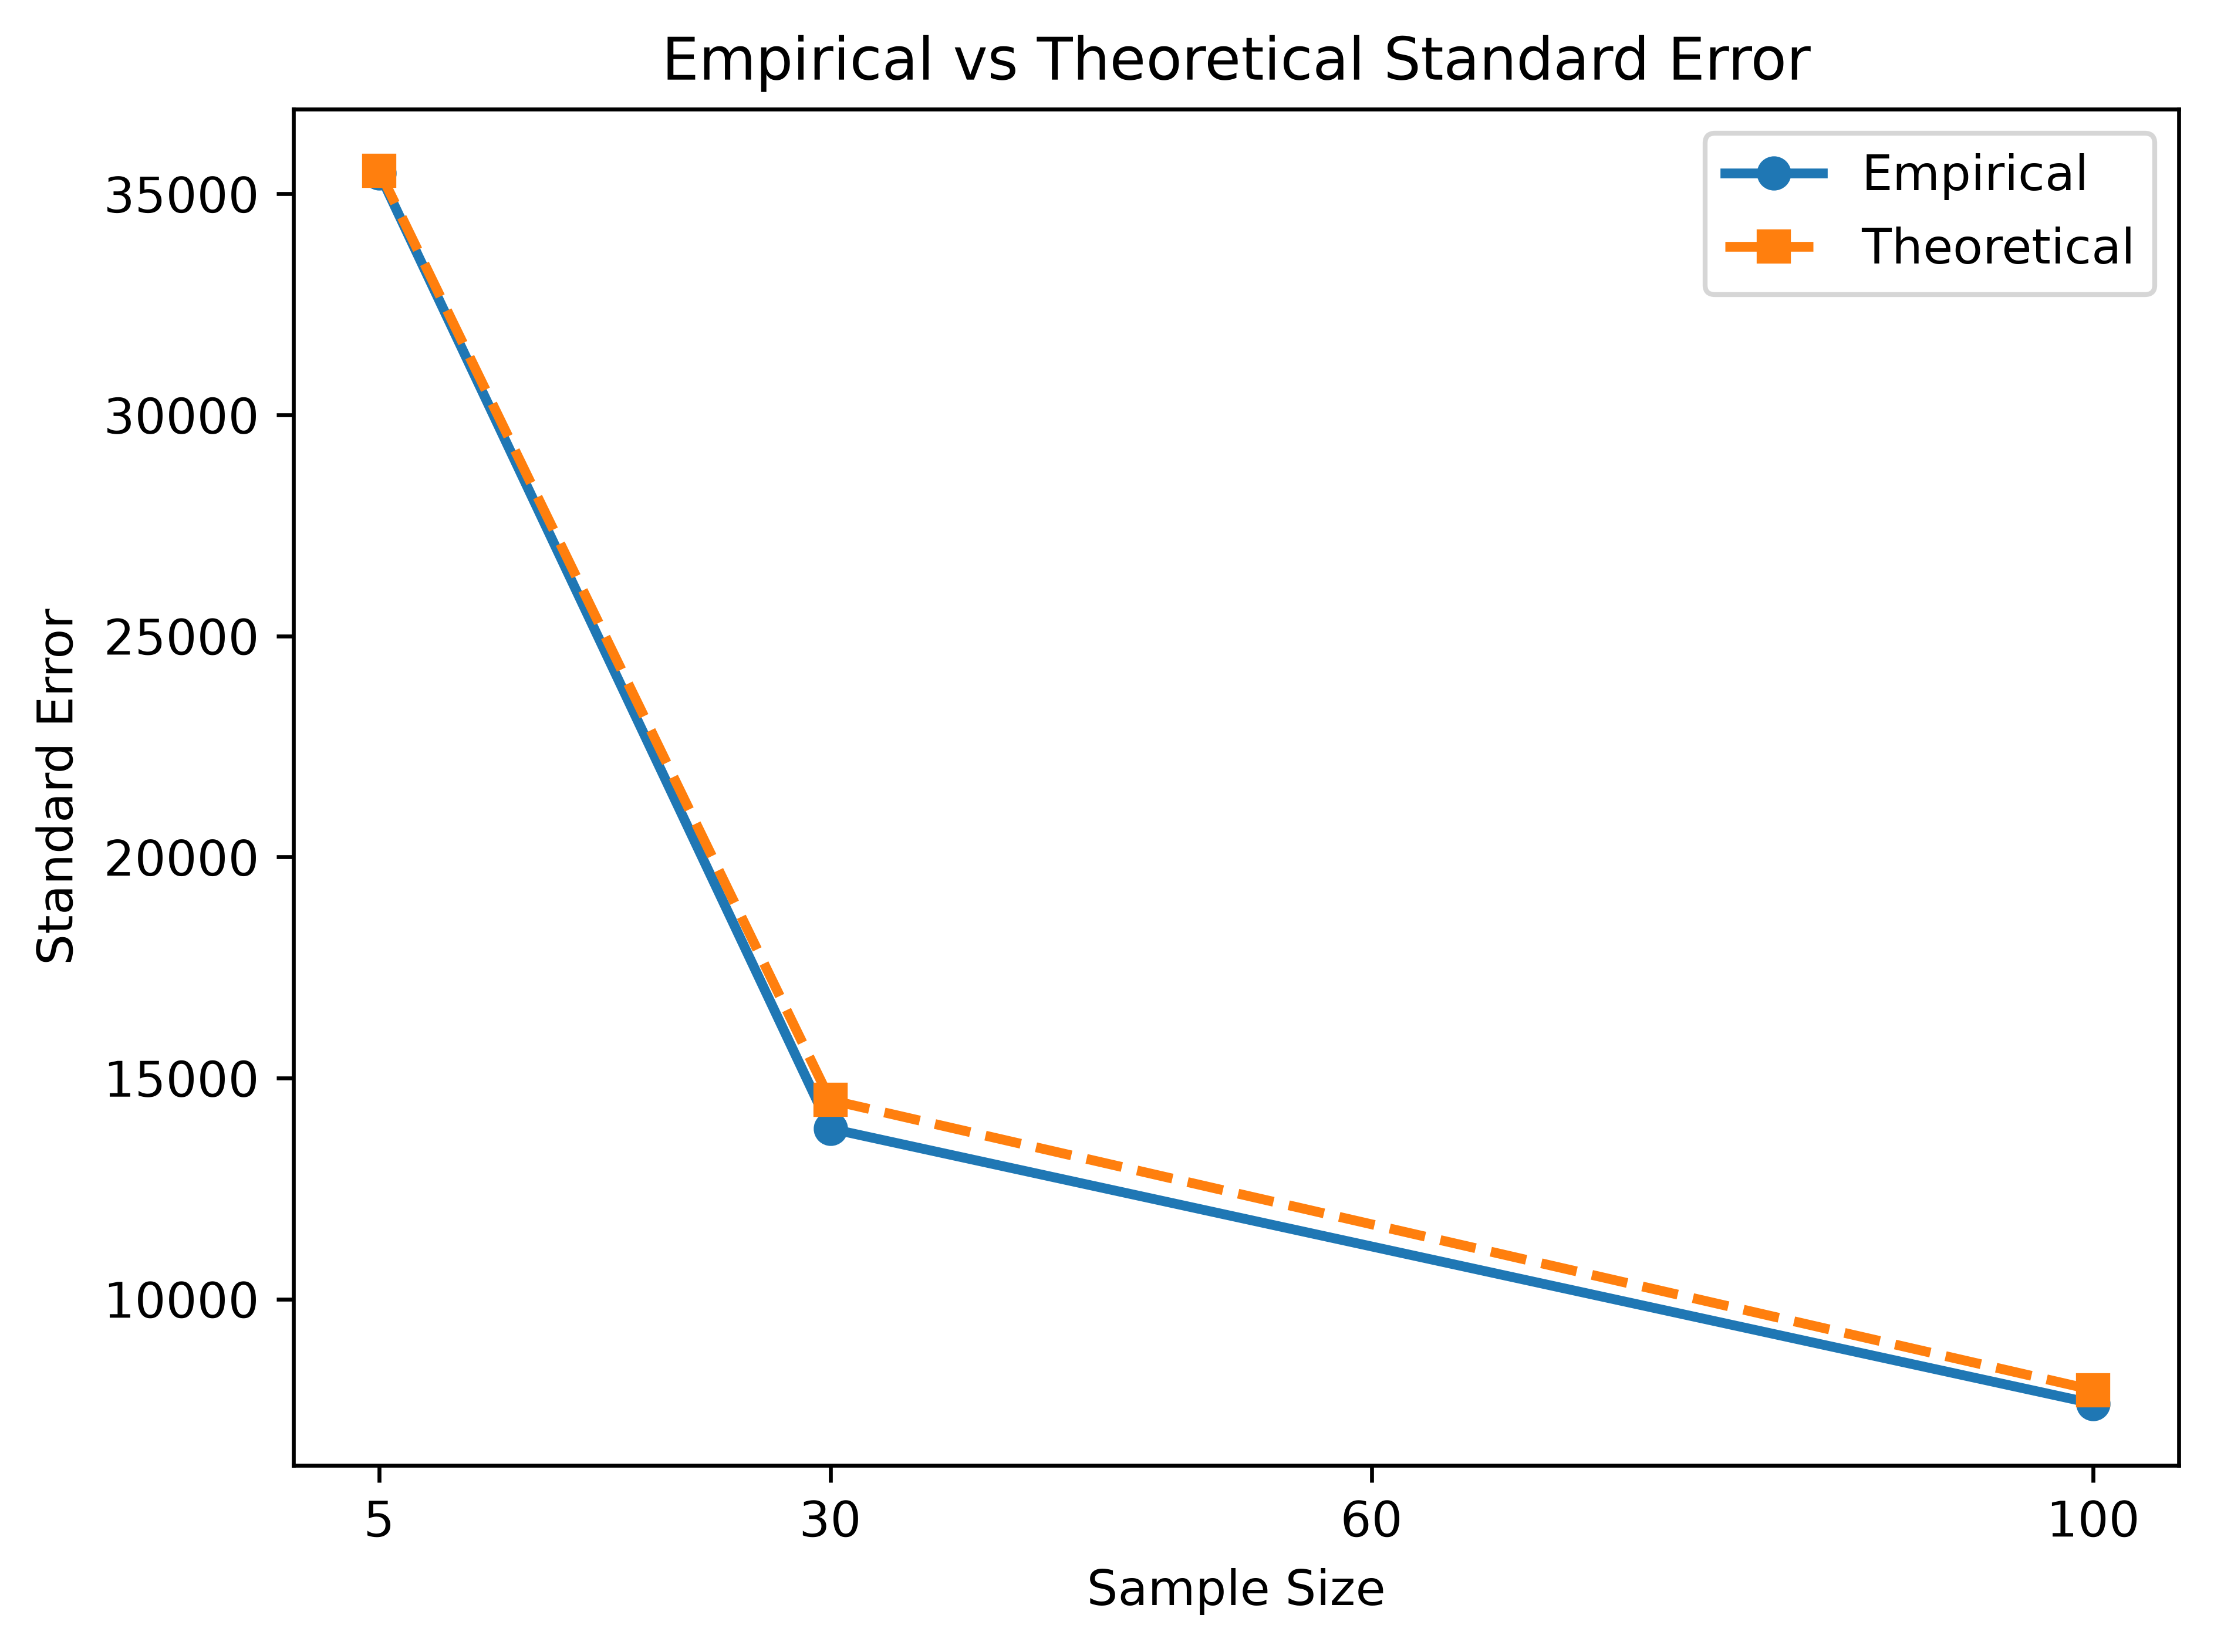 Empirical vs Theoretical Standard Error
Empirical
Theoretical
Standard Error
35000
30000
25000
20000
15000
10000
5
30
60
100
Sample Size